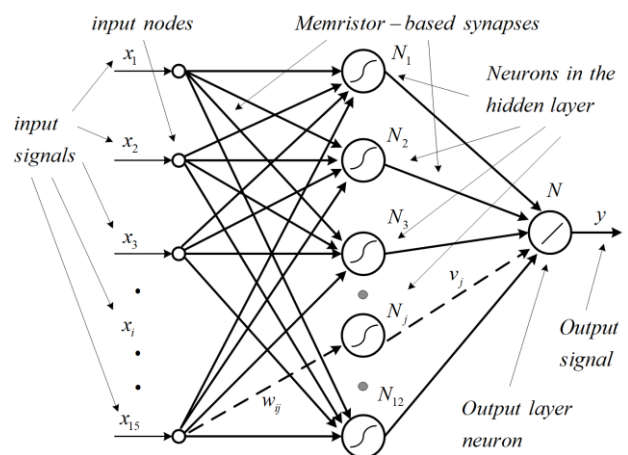 input nodes
Memristor – based synapses
x1
N1
Neurons in the
hidden layer
input
signals
x2
N2
N
y
x3
N3
vj
xi
Nj
Output
signal
wij
N12
Output layer
neuron
x15